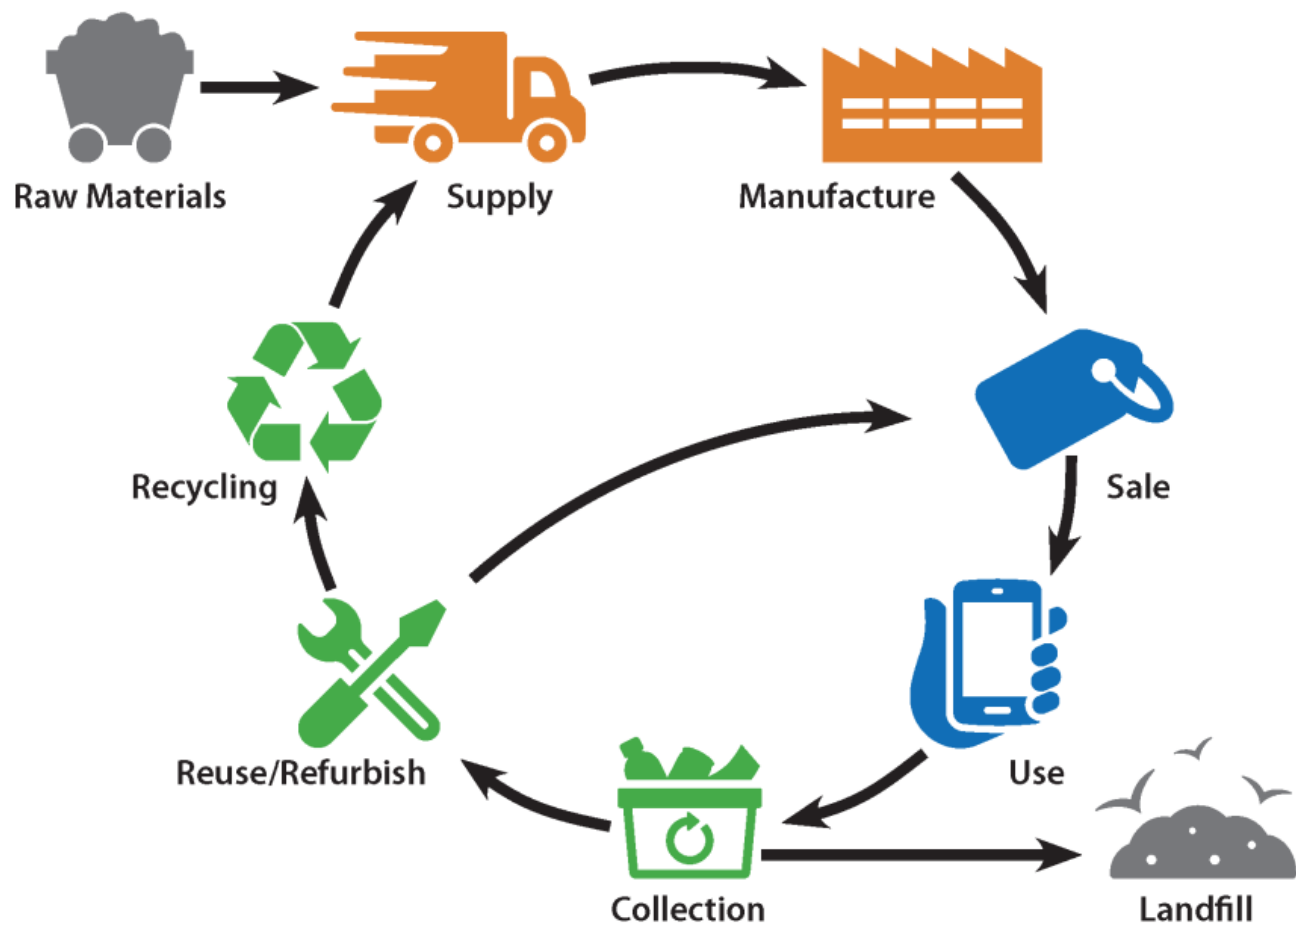 Raw Materials
Supply
Manufacture
Recycling
Sale
Reuse/Refurbish
Use
Collection
Landfill